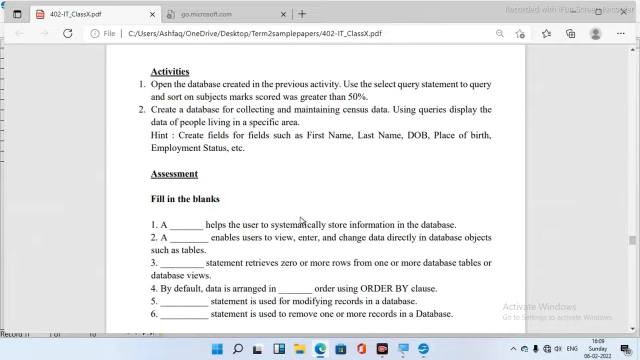 Recorded with iFun Screen Recorder
402-IT_ClassX.pdf
go.microsoft.com
File
C:/Users/Ashfaq/OneDrive/Desktop/Term2samplepapers/402-IT_ClassX.pdf
Activities
1. Open the database created in the previous activity. Use the select query statement to query
and sort on subjects marks scored was greater than 50%.
2. Create a database for collecting and maintaining census data. Using queries display the
data of people living in a specific area.
Hint : Create fields for fields such as First Name, Last Name, DOB, Place of birth,
Employment Status, etc.
Assessment
Fill in the blanks
1. A _______ helps the user to systematically store information in the database.
2. A ________ enables users to view, enter, and change data directly in database objects
such as tables.
3. _________ statement retrieves zero or more rows from one or more database tables or
database views.
4. By default, data is arranged in _______ order using ORDER BY clause.
5. __________ statement is used for modifying records in a database.
6. __________ statement is used to remove one or more records in a Database.
Activate Windows
Go to Settings to activate Windows.
ENG
16:09
Sunday
06-02-2022